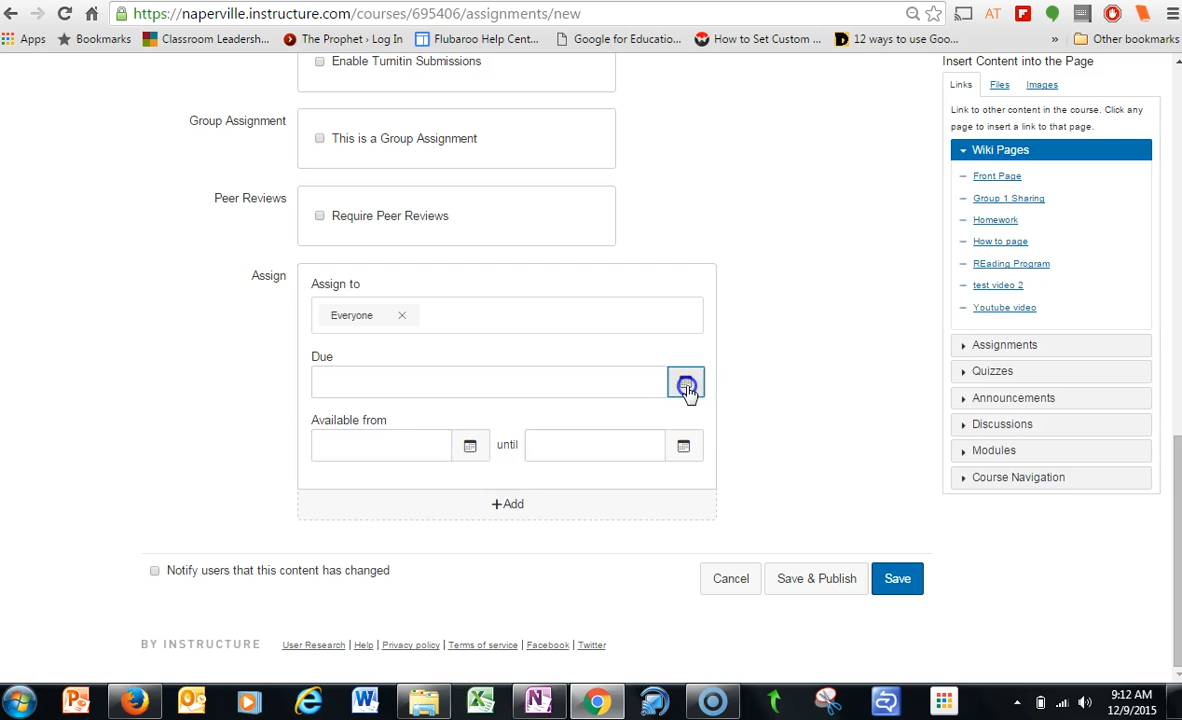 https://naperville.instructure.com/courses/695406/assignments/new
AT
Apps
Bookmarks
Classroom Leadersh...
The Prophet › Log In
Flubaroo Help Cent...
Google for Educatio...
How to Set Custom ...
12 ways to use Goo...
»
Other bookmarks
Enable Turnitin Submissions
Group Assignment
This is a Group Assignment
Peer Reviews
Require Peer Reviews
Assign
Assign to
Everyone
Due
Available from
until
+Add
Notify users that this content has changed
Cancel
Save & Publish
Save
BY INSTRUCTURE
User Research | Help | Privacy policy | Terms of service | Facebook | Twitter
Insert Content into the Page
Links
Files
Images
Link to other content in the course. Click any
page to insert a link to that page.
Wiki Pages
Front Page
Group 1 Sharing
Homework
How to page
REading Program
test video 2
Youtube video
Assignments
Quizzes
Announcements
Discussions
Modules
Course Navigation
9:12 AM
12/9/2015